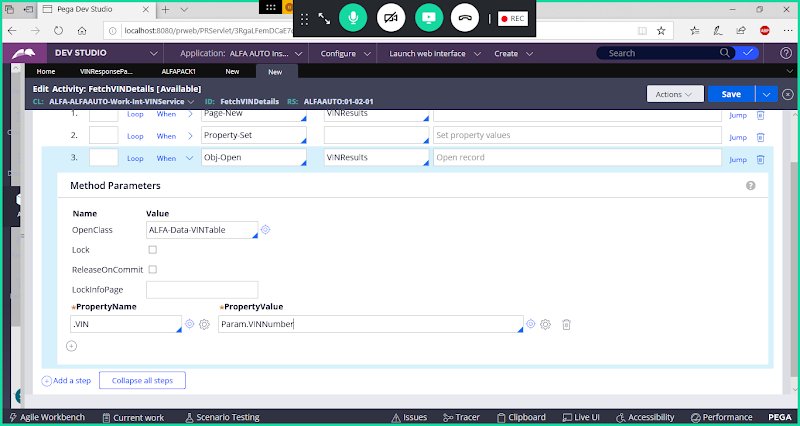 Pega Dev Studio
REC
localhost:8080/prweb/PRServlet/3RgaLFemDCaE7
DEV STUDIO
Application: ALFA AUTO Ins...
Configure
Launch web Interface
Create
Search
Home
VINResponsePa...
ALFAPACK1
New
New
Edit Activity: FetchVINDetails [Available]
CL: ALFA-ALFAAUTO-Work-Int-VINService ID: FetchVINDetails RS: ALFAAUTO:01-02-01
Actions
Save
1. Loop When Page-New VINResults Jump
2. Loop When Property-Set Set property values Jump
3. Loop When Obj-Open VINResults Open record Jump
Method Parameters
Name Value
OpenClass ALFA-Data-VINTable
Lock
ReleaseOnCommit
LockInfoPage
*PropertyName *PropertyValue
.VIN Param.VINNumber
Add a step Collapse all steps
Agile Workbench Current work Scenario Testing Issues Tracer Clipboard Live UI Accessibility Performance PEGA